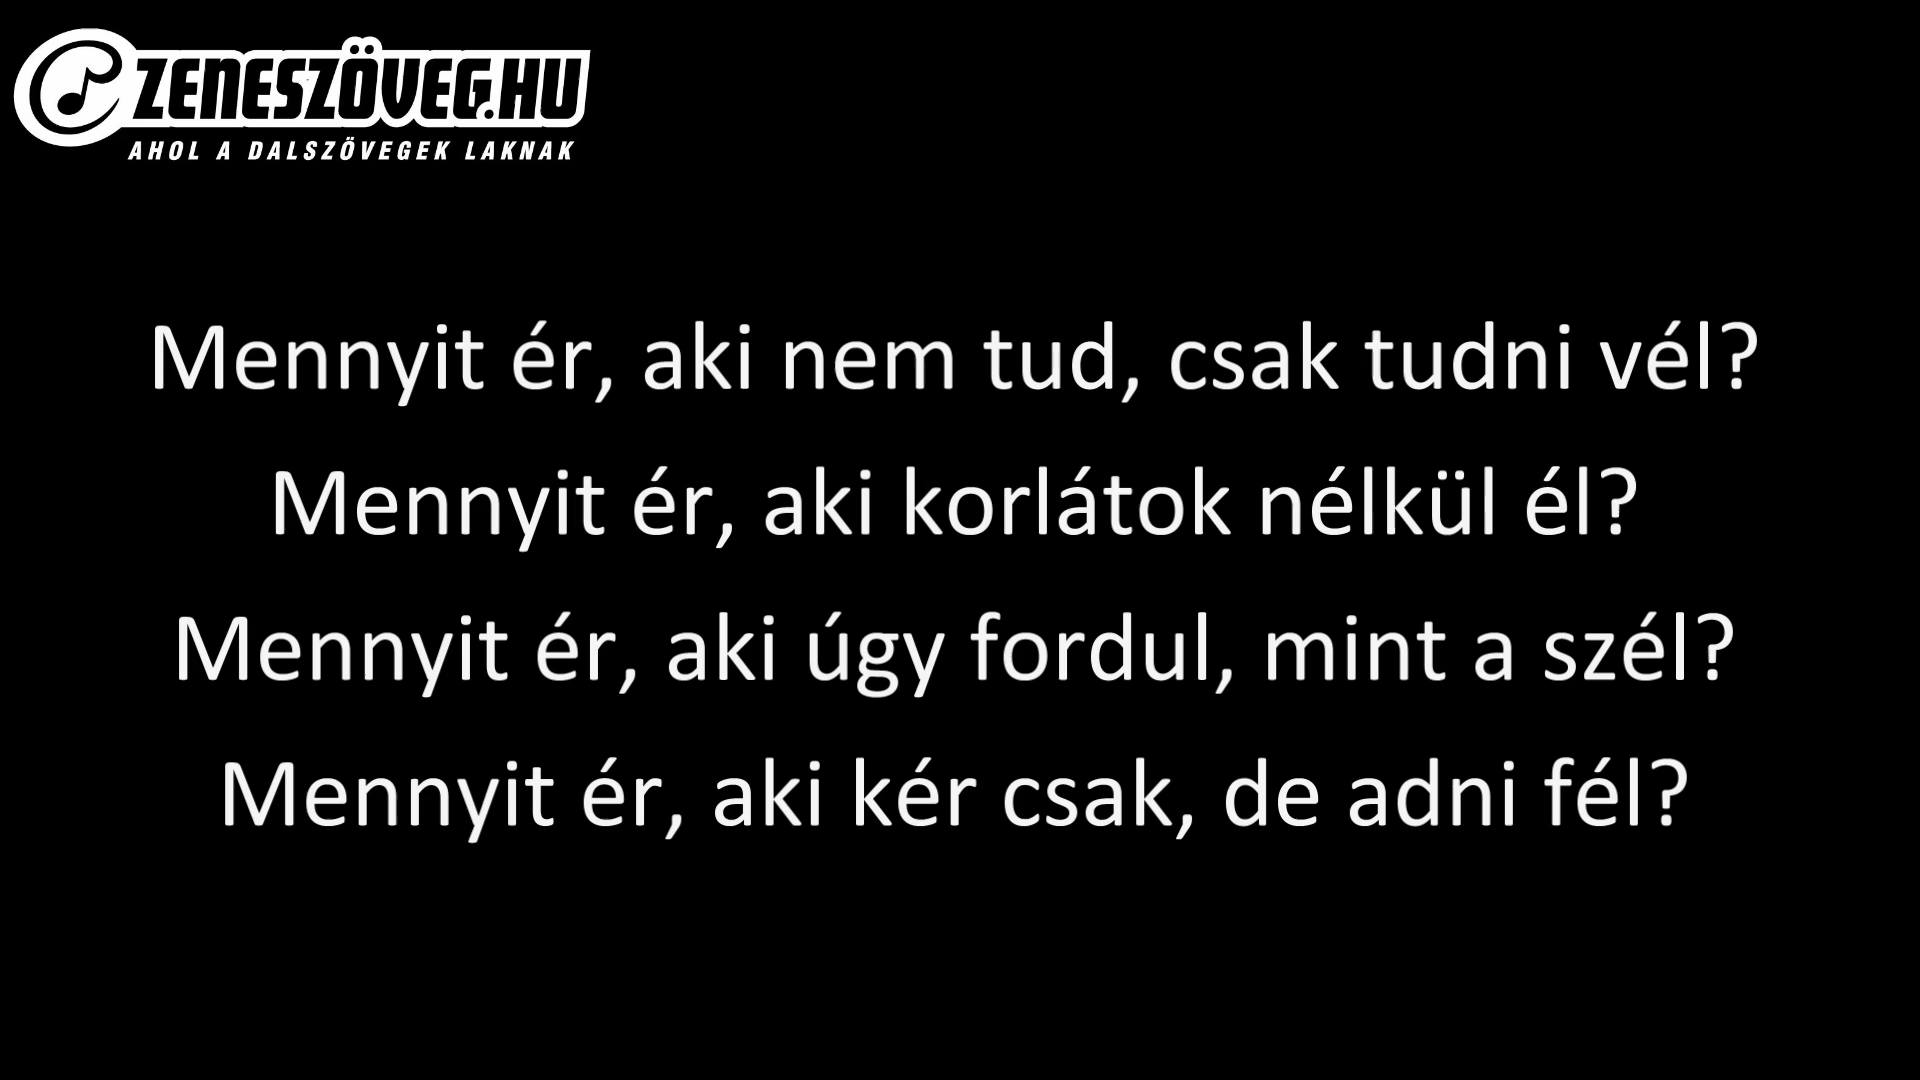 ZENESZÖVEG.HU
AHOL A DALSZÖVEGEK LAKNAK
Mennyit ér, aki nem tud, csak tudni vél?
Mennyit ér, aki korlátok nélkül él?
Mennyit ér, aki úgy fordul, mint a szél?
Mennyit ér, aki kér csak, de adni fél?